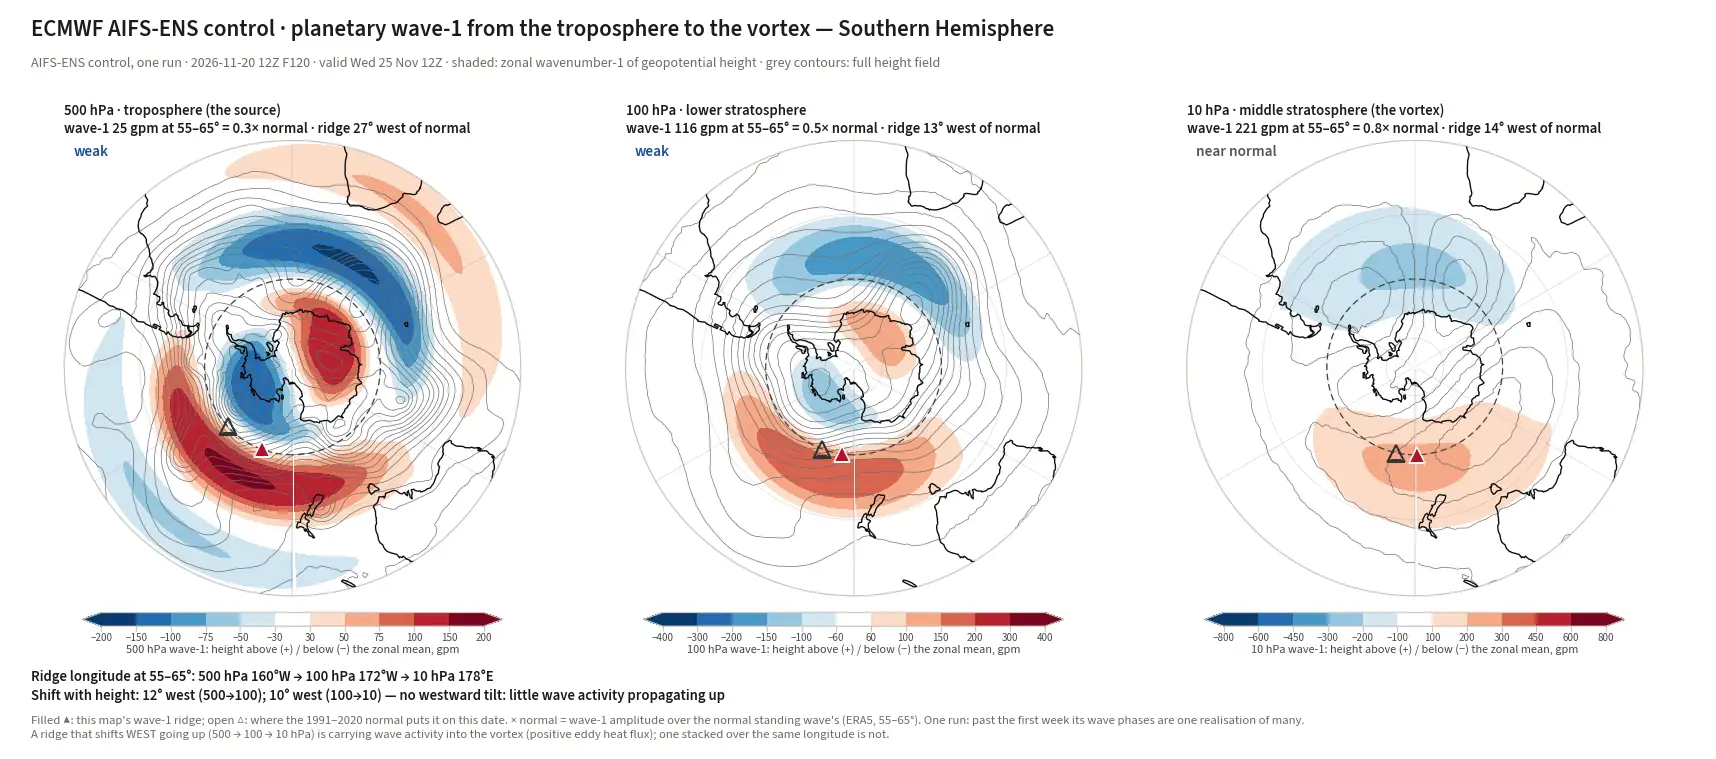 ECMWF AIFS-ENS control · planetary wave-1 from the troposphere to the vortex — Southern Hemisphere
AIFS-ENS control, one run · 2026-11-20 12Z F120 · valid Wed 25 Nov 12Z · shaded: zonal wavenumber-1 of geopotential height · grey contours: full height field
500 hPa · troposphere (the source)
wave-1 25 gpm at 55–65° = 0.3× normal · ridge 27° west of normal
weak
100 hPa · lower stratosphere
wave-1 116 gpm at 55–65° = 0.5× normal · ridge 13° west of normal
weak
10 hPa · middle stratosphere (the vortex)
wave-1 221 gpm at 55–65° = 0.8× normal · ridge 14° west of normal
near normal
−200 −150 −100 −75 −50 −30 30 50 75 100 150 200
500 hPa wave-1: height above (+) / below (−) the zonal mean, gpm
−400 −300 −200 −150 −100 −60 60 100 150 200 300 400
100 hPa wave-1: height above (+) / below (−) the zonal mean, gpm
−800 −600 −450 −300 −200 −100 100 200 300 450 600 800
10 hPa wave-1: height above (+) / below (−) the zonal mean, gpm
Ridge longitude at 55–65°: 500 hPa 160°W → 100 hPa 172°W → 10 hPa 178°E
Shift with height: 12° west (500→100); 10° west (100→10) — no westward tilt: little wave activity propagating up
Filled ▲: this map's wave-1 ridge; open △: where the 1991–2020 normal puts it on this date. × normal = wave-1 amplitude over the normal standing wave's (ERA5, 55–65°). One run: past the first week its wave phases are one realisation of many.
A ridge that shifts WEST going up (500 → 100 → 10 hPa) is carrying wave activity into the vortex (positive eddy heat flux); one stacked over the same longitude is not.